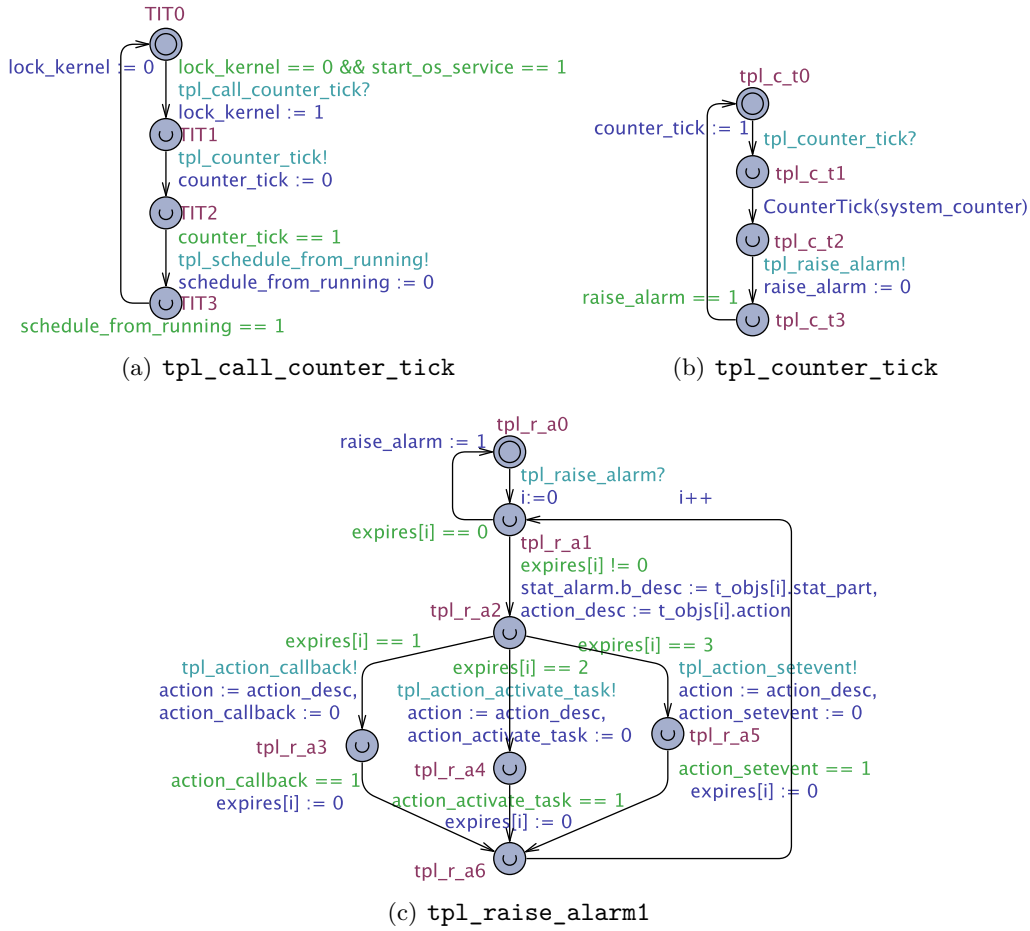 TIT0
lock_kernel := 0
lock_kernel == 0 && start_os_service == 1
tpl_call_counter_tick?
lock_kernel := 1
TIT1
tpl_counter_tick!
counter_tick := 0
TIT2
counter_tick == 1
tpl_schedule_from_running!
schedule_from_running := 0
TIT3
schedule_from_running == 1
(a) tpl_call_counter_tick
tpl_c_t0
counter_tick := 1
tpl_counter_tick?
tpl_c_t1
CounterTick(system_counter)
tpl_c_t2
tpl_raise_alarm!
raise_alarm := 0
raise_alarm == 1
tpl_c_t3
(b) tpl_counter_tick
tpl_r_a0
raise_alarm := 1
tpl_raise_alarm?
i:=0
i++
expires[i] == 0
tpl_r_a1
expires[i] != 0
stat_alarm.b_desc := t_objs[i].stat_part,
action_desc := t_objs[i].action
tpl_r_a2
expires[i] == 1
tpl_action_callback!
action := action_desc,
action_callback := 0
expires[i] == 2
tpl_action_activate_task!
action := action_desc,
action_activate_task := 0
expires[i] == 3
tpl_action_setevent!
action := action_desc,
action_setevent := 0
tpl_r_a3
tpl_r_a4
tpl_r_a5
action_callback == 1
expires[i] := 0
action_activate_task == 1
expires[i] := 0
action_setevent == 1
expires[i] := 0
tpl_r_a6
(c) tpl_raise_alarm1